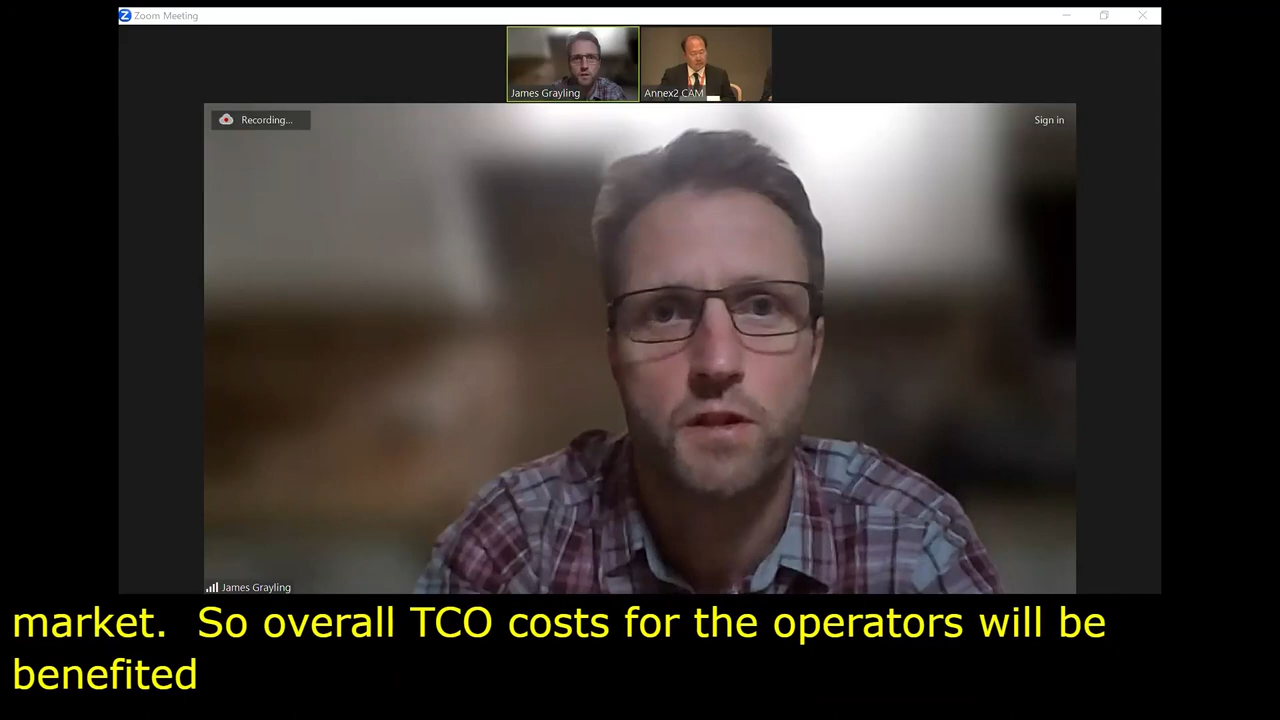 Zoom Meeting
James Grayling
Annex2 CAM
Recording...
Sign in
James Grayling
market.  So overall TCO costs for the operators will be
benefited